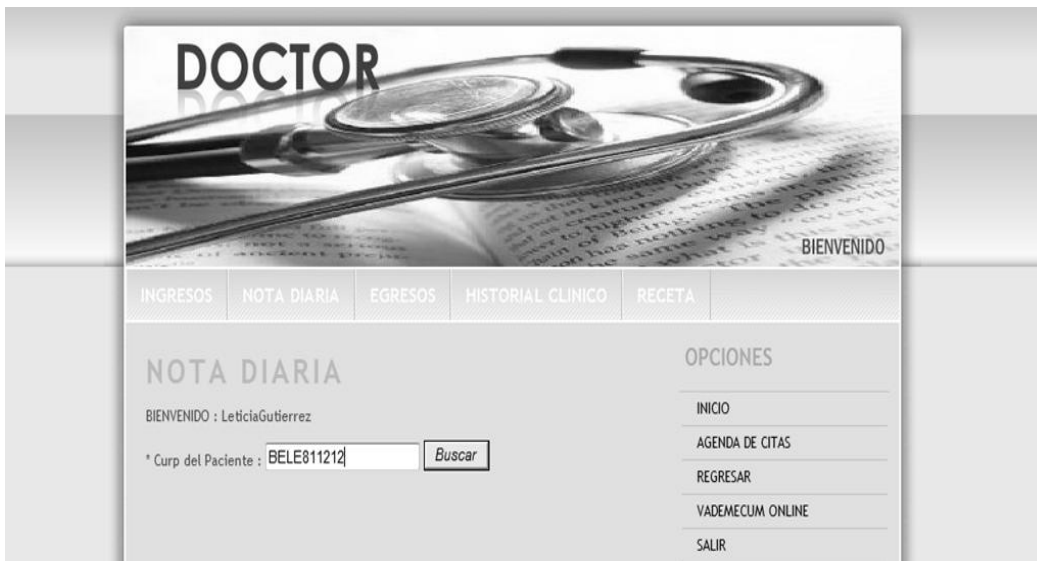 DOCTOR
BIENVENIDO
INGRESOS
NOTA DIARIA
EGRESOS
HISTORIAL CLINICO
RECETA
NOTA DIARIA
BIENVENIDO : LeticiaGutierrez
* Curp del Paciente : BELE811212 Buscar
OPCIONES
INICIO
AGENDA DE CITAS
REGRESAR
VADEMECUM ONLINE
SALIR